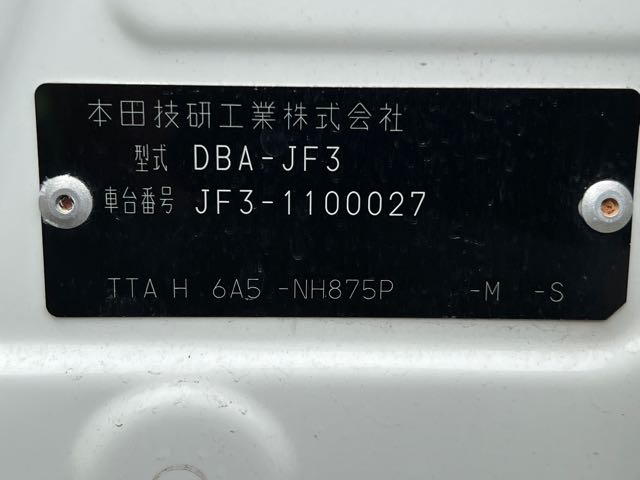 本田技研工業株式会社
型式 DBA-JF3
車台番号 JF3-1100027
TTA H 6A5 -NH875P -M -S